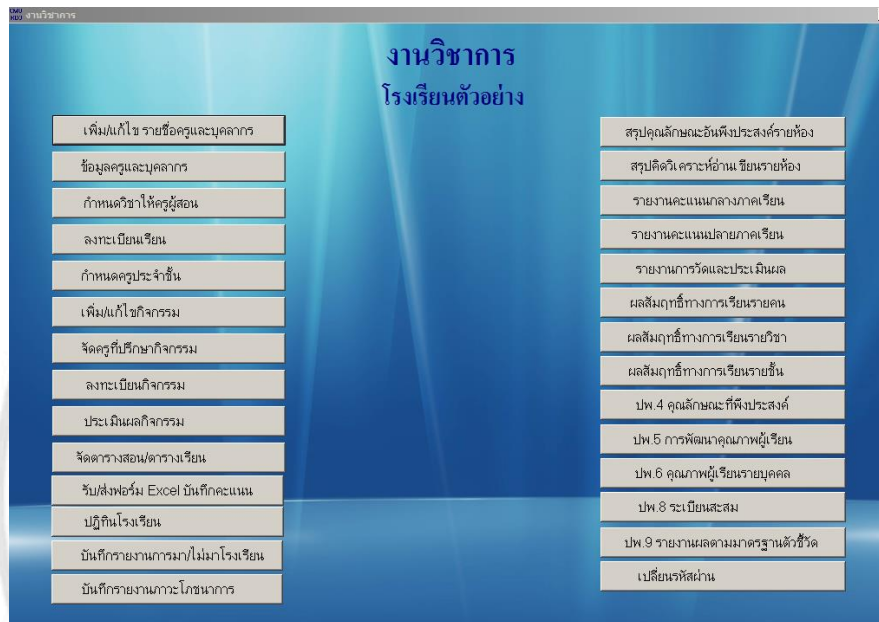 งานวิชาการ
งานวิชาการ
โรงเรียนตัวอย่าง
เพิ่ม/แก้ไข รายชื่อครูและบุคลากร
ข้อมูลครูและบุคลากร
กำหนดวิชาให้ครูผู้สอน
ลงทะเบียนเรียน
กำหนดครูประจำชั้น
เพิ่ม/แก้ไขกิจกรรม
จัดครูที่ปรึกษากิจกรรม
ลงทะเบียนกิจกรรม
ประเมินผลกิจกรรม
จัดตารางสอน/ตารางเรียน
รับ/ส่งฟอร์ม Excel บันทึกคะแนน
ปฏิทินโรงเรียน
บันทึกรายงานการมา/ไม่มาโรงเรียน
บันทึกรายงานภาวะโภชนาการ
สรุปคุณลักษณะอันพึงประสงค์รายห้อง
สรุปคิดวิเคราะห์อ่านเขียนรายห้อง
รายงานคะแนนกลางภาคเรียน
รายงานคะแนนปลายภาคเรียน
รายงานการวัดและประเมินผล
ผลสัมฤทธิ์ทางการเรียนรายคน
ผลสัมฤทธิ์ทางการเรียนรายวิชา
ผลสัมฤทธิ์ทางการเรียนรายชั้น
ปพ.4 คุณลักษณะที่พึงประสงค์
ปพ.5 การพัฒนาคุณภาพผู้เรียน
ปพ.6 คุณภาพผู้เรียนรายบุคคล
ปพ.8 ระเบียนสะสม
ปพ.9 รายงานผลตามมาตรฐานตัวชี้วัด
เปลี่ยนรหัสผ่าน